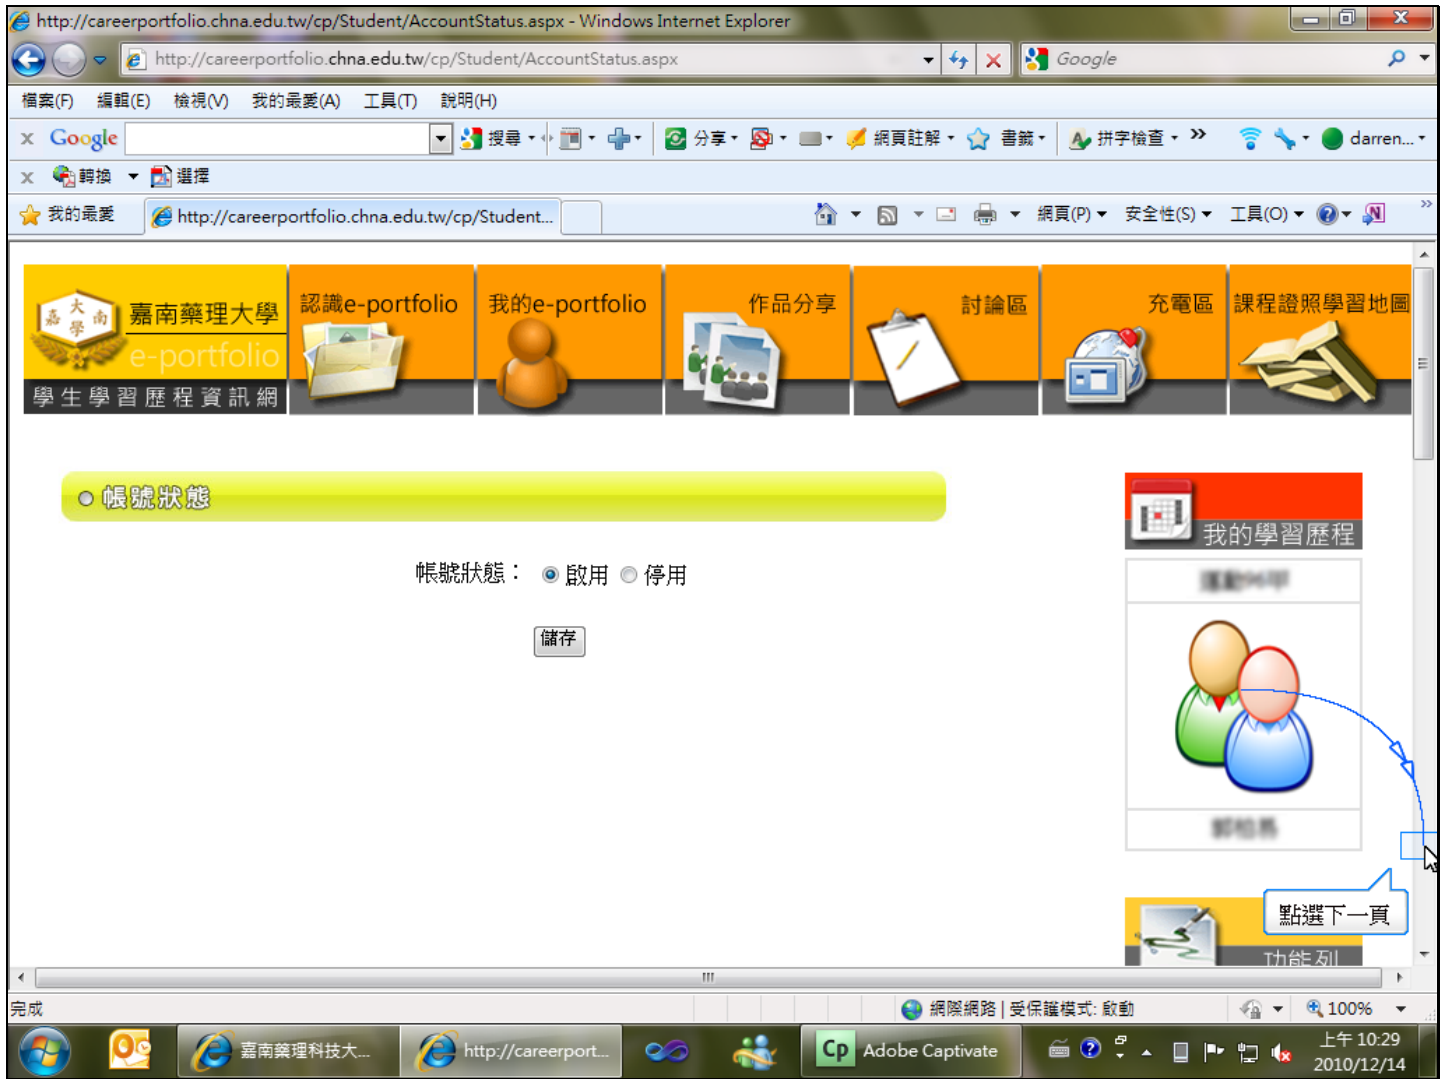 http://careerportfolio.chna.edu.tw/cp/Student/AccountStatus.aspx - Windows Internet Explorer
http://careerportfolio.chna.edu.tw/cp/Student/AccountStatus.aspx
Google
檔案(F) 編輯(E) 檢視(V) 我的最愛(A) 工具(T) 說明(H)
x Google 搜尋 分享 網頁註解 書籤 拼字檢查 darren...
x 轉換 選擇
我的最愛 http://careerportfolio.chna.edu.tw/cp/Student... 網頁(P) 安全性(S) 工具(O)
大學 嘉南
嘉南藥理大學
e-portfolio
學生學習歷程資訊網
認識e-portfolio
我的e-portfolio
作品分享
討論區
充電區
課程證照學習地圖
帳號狀態
我的學習歷程
帳號狀態： 啟用 停用
儲存
點選下一頁
功能列
完成 網際網路 | 受保護模式: 啟動 100%
嘉南藥理科技大...
http://careerport...
Cp Adobe Captivate
上午 10:29
2010/12/14